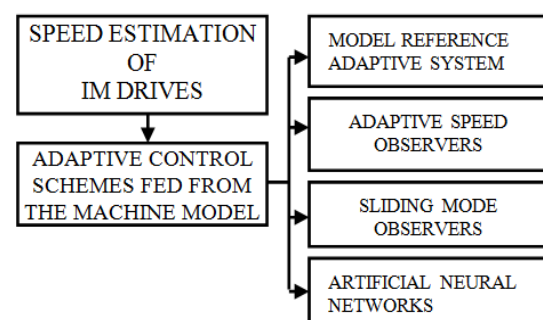 SPEED ESTIMATION
OF
IM DRIVES
ADAPTIVE CONTROL
SCHEMES FED FROM
THE MACHINE MODEL
MODEL REFERENCE
ADAPTIVE SYSTEM
ADAPTIVE SPEED
OBSERVERS
SLIDING MODE
OBSERVERS
ARTIFICIAL NEURAL
NETWORKS